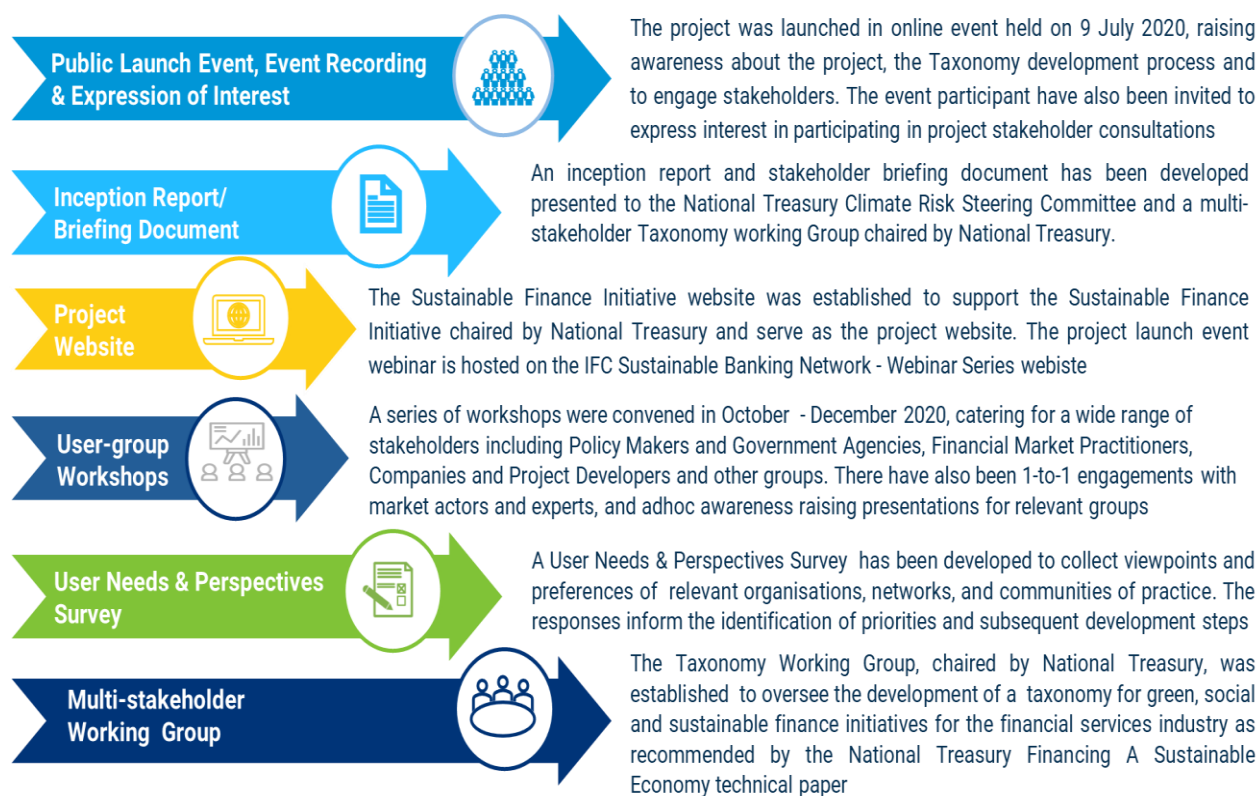 Public Launch Event, Event Recording
& Expression of Interest
The project was launched in online event held on 9 July 2020, raising
awareness about the project, the Taxonomy development process and
to engage stakeholders. The event participant have also been invited to
express interest in participating in project stakeholder consultations
Inception Report/
Briefing Document
An inception report and stakeholder briefing document has been developed
presented to the National Treasury Climate Risk Steering Committee and a multi-
stakeholder Taxonomy working Group chaired by National Treasury.
Project
Website
The Sustainable Finance Initiative website was established to support the Sustainable Finance
Initiative chaired by National Treasury and serve as the project website. The project launch event
webinar is hosted on the IFC Sustainable Banking Network - Webinar Series webiste
User-group
Workshops
A series of workshops were convened in October - December 2020, catering for a wide range of
stakeholders including Policy Makers and Government Agencies, Financial Market Practitioners,
Companies and Project Developers and other groups. There have also been 1-to-1 engagements with
market actors and experts, and adhoc awareness raising presentations for relevant groups
User Needs & Perspectives
Survey
A User Needs & Perspectives Survey has been developed to collect viewpoints and
preferences of relevant organisations, networks, and communities of practice. The
responses inform the identification of priorities and subsequent development steps
Multi-stakeholder
Working Group
The Taxonomy Working Group, chaired by National Treasury, was
established to oversee the development of a taxonomy for green, social
and sustainable finance initiatives for the financial services industry as
recommended by the National Treasury Financing A Sustainable
Economy technical paper